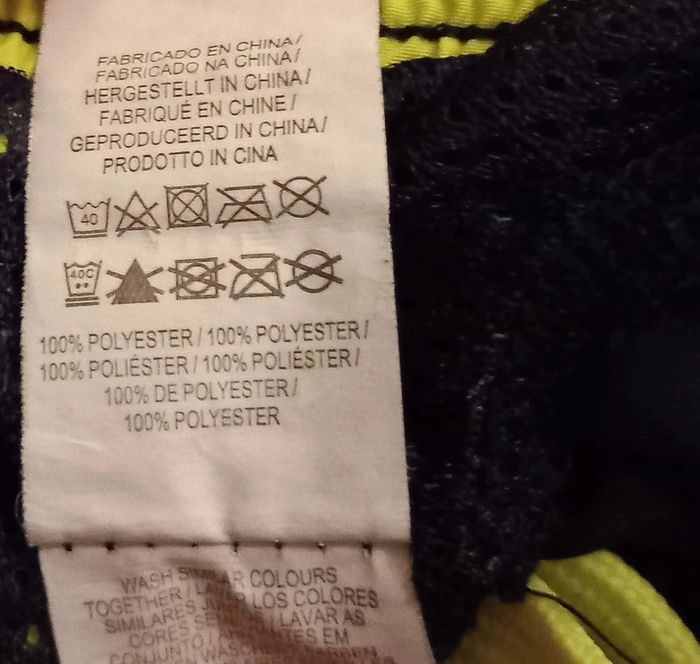 FABRICADO EN CHINA/
FABRICADO NA CHINA/
HERGESTELLT IN CHINA/
FABRIQUÉ EN CHINE/
GEPRODUCEERD IN CHINA/
PRODOTTO IN CINA
40
40C
100% POLYESTER/100% POLYESTER/
100% POLIÉSTER/100% POLIÉSTER/
100% DE POLYESTER/
100% POLYESTER
WASH COLOURS
TOGETHER/ LOS COLORES
SIMILARES LAVAR AS
CORES EM
CONJUNTO/